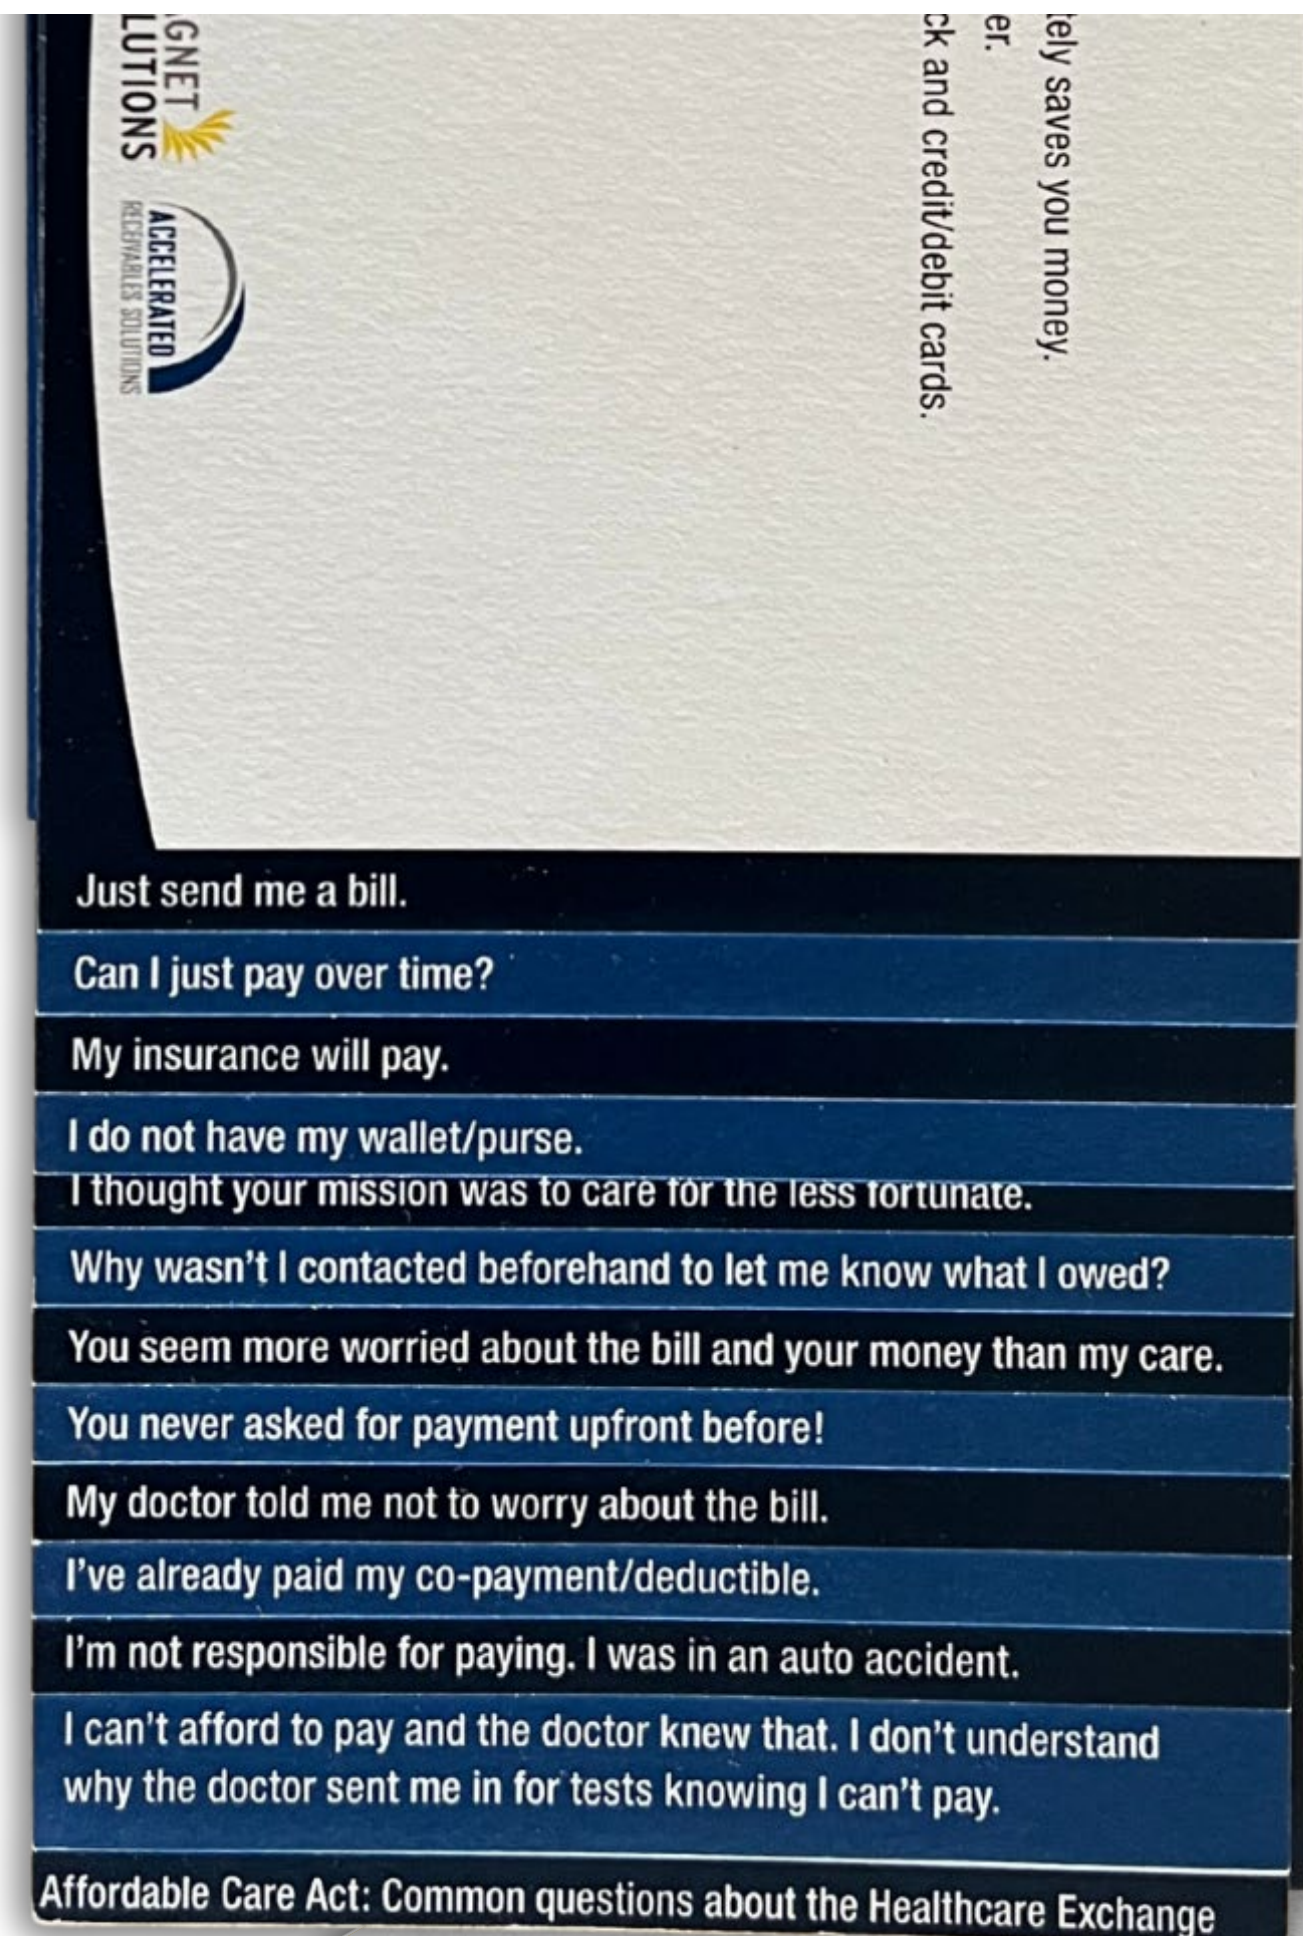 tely saves you money.
er.
ck and credit/debit cards.
AGNET
LUTIONS
ACCELERATED
RECEIVABLES SOLUTIONS
Just send me a bill.
Can I just pay over time?
My insurance will pay.
I do not have my wallet/purse.
I thought your mission was to care for the less fortunate.
Why wasn't I contacted beforehand to let me know what I owed?
You seem more worried about the bill and your money than my care.
You never asked for payment upfront before!
My doctor told me not to worry about the bill.
I've already paid my co-payment/deductible.
I'm not responsible for paying. I was in an auto accident.
I can't afford to pay and the doctor knew that. I don't understand
why the doctor sent me in for tests knowing I can't pay.
Affordable Care Act: Common questions about the Healthcare Exchange